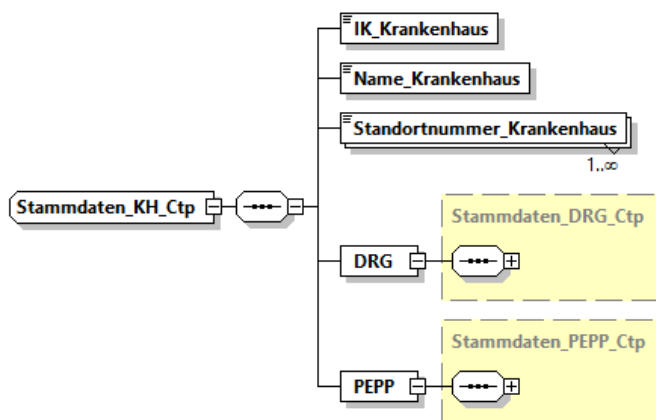 IK_Krankenhaus
Name_Krankenhaus
Standortnummer_Krankenhaus
1..∞
Stammdaten_KH_Ctp
Stammdaten_DRG_Ctp
DRG
Stammdaten_PEPP_Ctp
PEPP